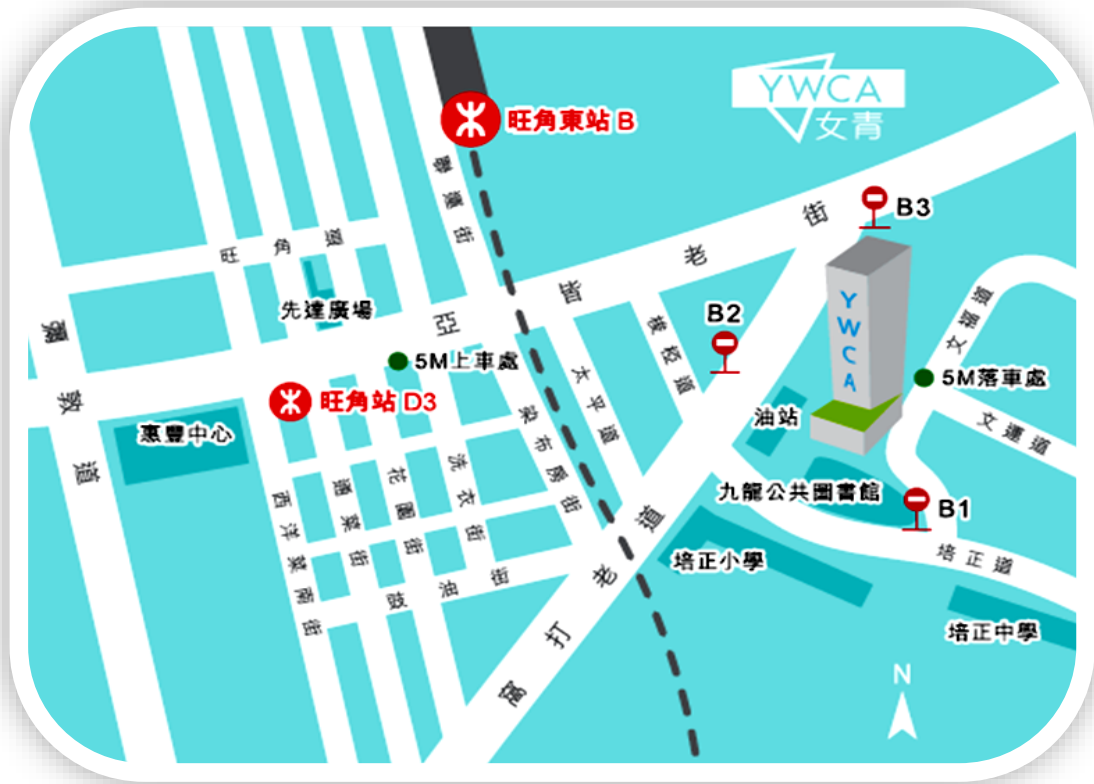 YWCA
女青
旺角東站 B
聯運街
B3
亞皆老街
旺角道
先達廣場
彌敦道
B2
梭椏道
YWCA
文福道
5M上車處
5M落車處
旺角站 D3
太平道
油站
文運道
惠豐中心
染布房街
洗衣街
花園街
通菜街
西洋菜南街
九龍公共圖書館
B1
培正道
窩打老道
培正小學
豉油街
培正中學
N